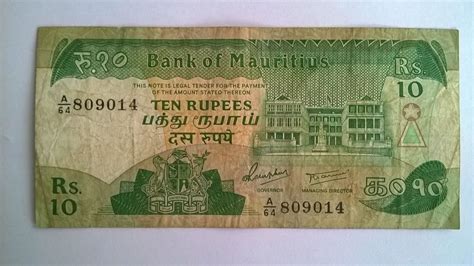 रु.१०
Bank of Mauritius
Rs.
10
THIS NOTE IS LEGAL TENDER FOR THE PAYMENT
OF THE AMOUNT STATED THEREON
A/64 809014
TEN RUPEES
பத்து ரூபாய்
दस रुपये
Rs.
10
GOVERNOR
MANAGING DIRECTOR
A/64 809014